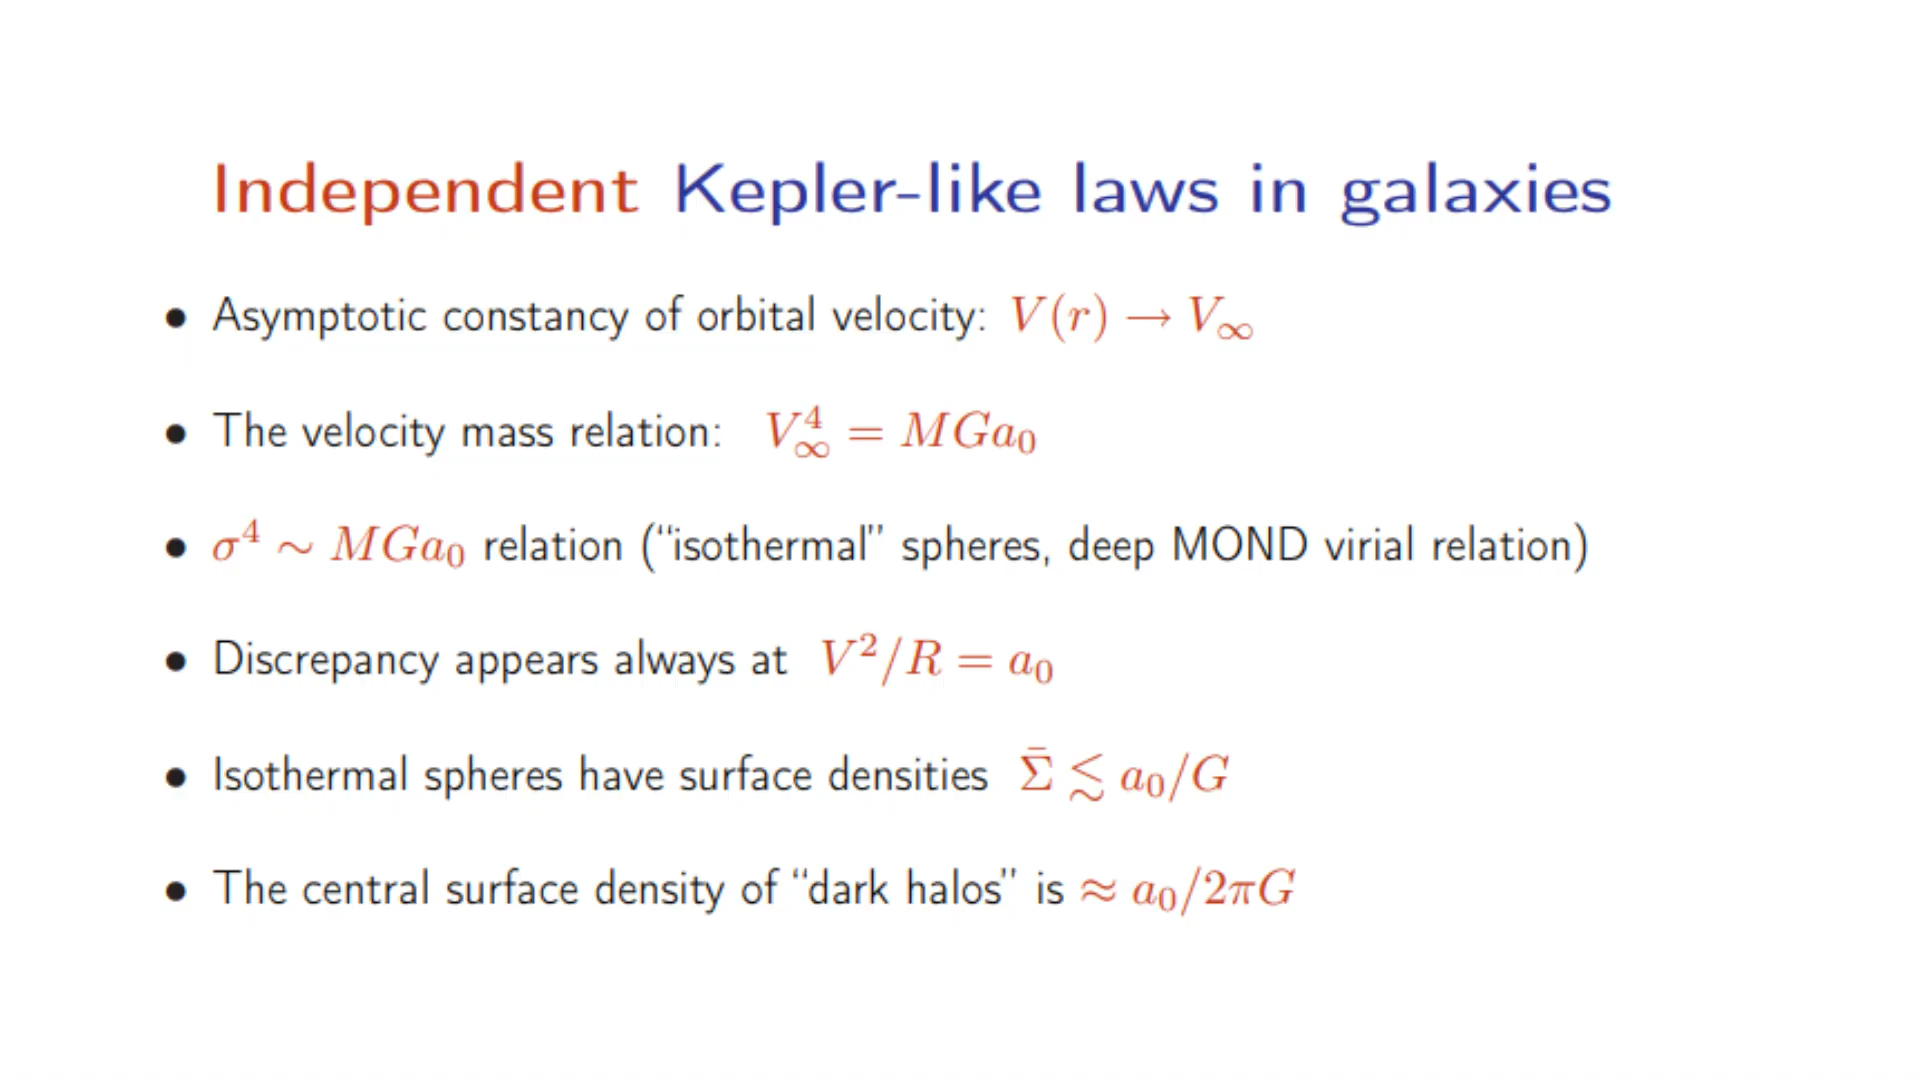 Independent Kepler-like laws in galaxies
• Asymptotic constancy of orbital velocity: V(r) → V∞
• The velocity mass relation: V∞⁴ = MGa₀
• σ⁴ ∼ MGa₀ relation (“isothermal” spheres, deep MOND virial relation)
• Discrepancy appears always at V²/R = a₀
• Isothermal spheres have surface densities Σ̄ ≲ a₀/G
• The central surface density of “dark halos” is ≈ a₀/2πG